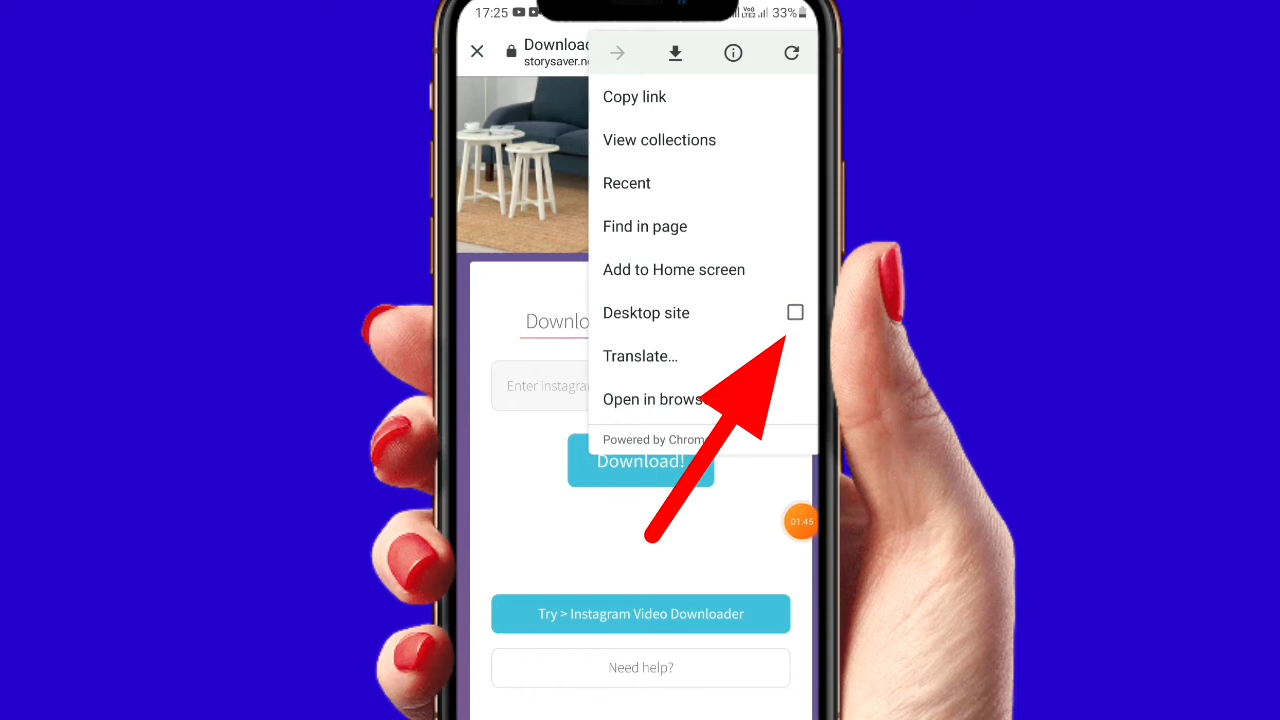 17:25
33%
Download
storysaver.n
Copy link
View collections
Recent
Find in page
Add to Home screen
Desktop site
Translate...
Open in brows
Powered by Chrom
Downlo
Enter instagra
Download!
01:45
Try > Instagram Video Downloader
Need help?